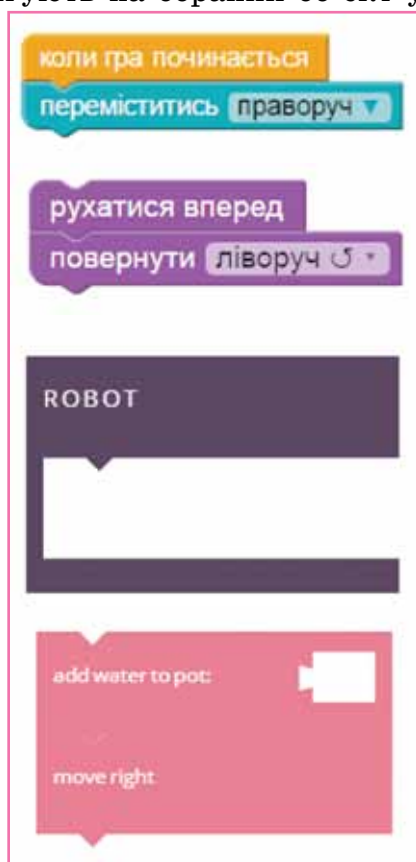 коли гра починається
переміститись праворуч
рухатися вперед
повернути ліворуч
ROBOT
add water to pot:
move right